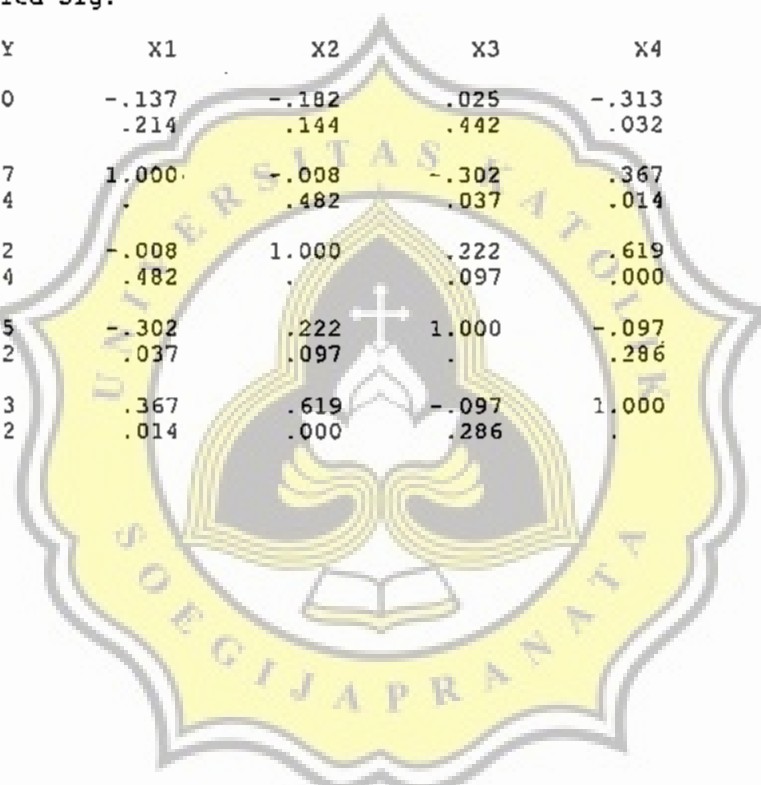 Y X1 X2 X3 X4
0 -.137 -.182 .025 -.313
.214 .144 .442 .032
7 1.000 -.008 -.302 .367
4 . .482 .037 .014
2 -.008 1.000 .222 .619
4 .482 . .097 .000
5 -.302 .222 1.000 -.097
2 .037 .097 . .286
3 .367 .619 -.097 1.000
2 .014 .000 .286 .
UNIVERSITAS KATOLIK
SOEGIJAPRANATA